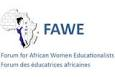 FAWE
Forum for African Women Educationalists
Forum des éducatrices africaines